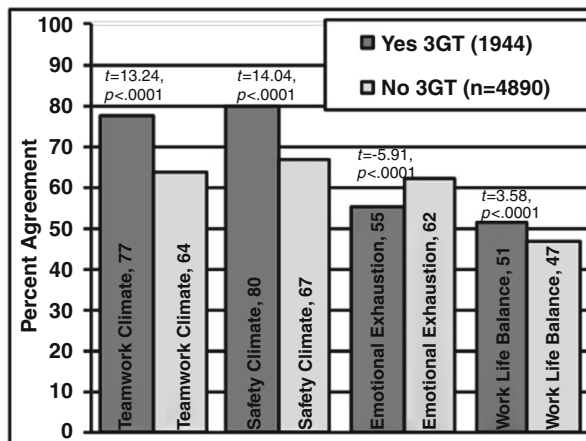 100
90
80
70
60
50
40
30
20
10
0
Percent Agreement
Yes 3GT (1944)
No 3GT (n=4890)
t=13.24,
p<.0001
t=14.04,
p<.0001
t=-5.91,
p<.0001
t=3.58,
p<.0001
Teamwork Climate, 77
Teamwork Climate, 64
Safety Climate, 80
Safety Climate, 67
Emotional Exhaustion, 55
Emotional Exhaustion, 62
Work Life Balance, 51
Work Life Balance, 47